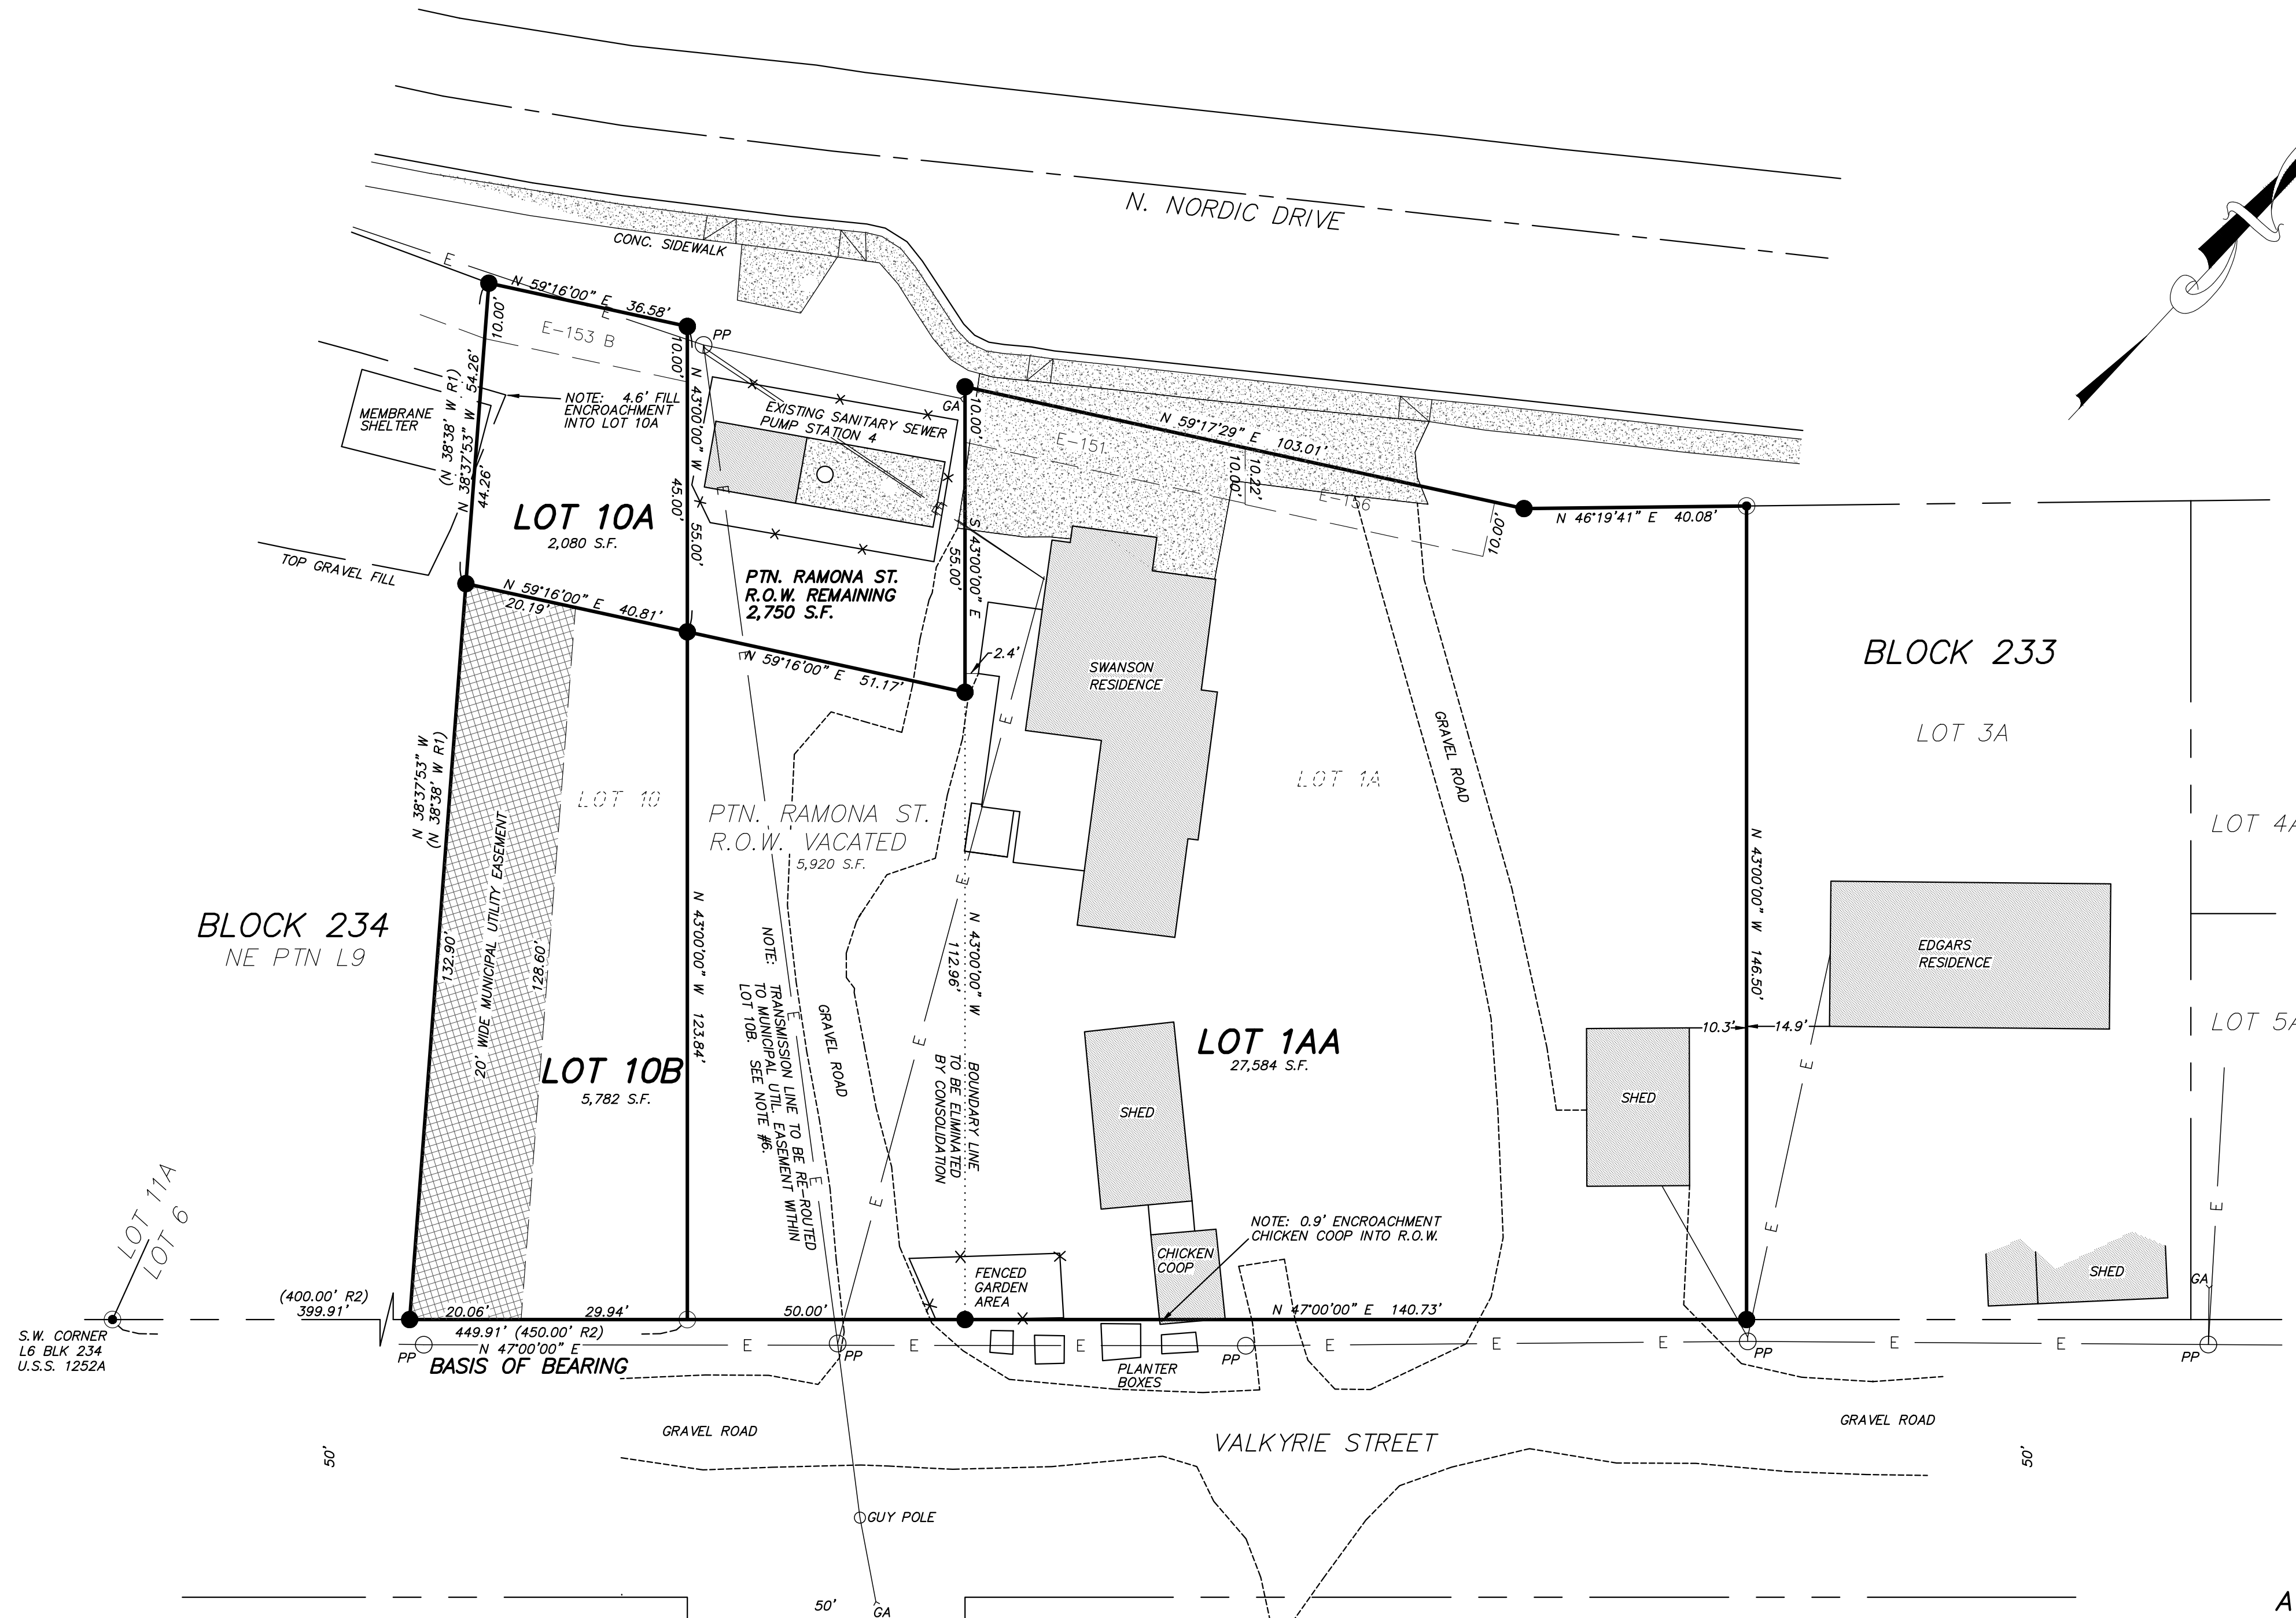 N. NORDIC DRIVE
CONC. SIDEWALK
E
N 59°16'00" E 36.58'
E
PP
10.00'
10.00'
E-153 B
MEMBRANE
SHELTER
NOTE: 4.6' FILL
ENCROACHMENT
INTO LOT 10A
(N 38°38' W R1)
N 38°37'53" W 54.26'
44.26'
N 43°00'00" W
45.00'
55.00'
EXISTING SANITARY SEWER
PUMP STATION 4
GA
10.00'
E-151
N 59°17'29" E 103.01'
10.00'
10.22'
E-156
10.00'
N 46°19'41" E 40.08'
LOT 10A
2,080 S.F.
E
E
S 43°00'00" E
55.00'
TOP GRAVEL FILL
N 59°16'00" E 40.81'
20.19'
PTN. RAMONA ST.
R.O.W. REMAINING
2,750 S.F.
E
N 59°16'00" E 51.17'
2.4'
E
SWANSON
RESIDENCE
GRAVEL ROAD
BLOCK 233
LOT 3A
LOT 1A
LOT 10
N 38°37'53" W
(N 38°38' W R1)
PTN. RAMONA ST.
R.O.W. VACATED
5,920 S.F.
E
LOT 4A
BLOCK 234
NE PTN L9
132.90'
20' WIDE MUNICIPAL UTILITY EASEMENT
128.60'
N 43°00'00" W 123.84'
NOTE: TRANSMISSION LINE TO BE RE-ROUTED
TO MUNICIPAL UTIL. EASEMENT WITHIN
LOT 10B. SEE NOTE #6.
E
E
GRAVEL ROAD
E
E
N 43°00'00" W
112.96'
BOUNDARY LINE
TO BE ELIMINATED
BY CONSOLIDATION
N 43°00'00" W 146.50'
EDGARS
RESIDENCE
10.3'
14.9'
LOT 5A
LOT 1AA
27,584 S.F.
LOT 10B
5,782 S.F.
SHED
SHED
E
E
E
LOT 11A
LOT 6
NOTE: 0.9' ENCROACHMENT
CHICKEN COOP INTO R.O.W.
CHICKEN
COOP
FENCED
GARDEN
AREA
SHED
GA
(400.00' R2)
399.91'
20.06'
29.94'
50.00'
N 47°00'00" E 140.73'
S.W. CORNER
L6 BLK 234
U.S.S. 1252A
449.91' (450.00' R2)
N 47°00'00" E
BASIS OF BEARING
PP
E
PP
E
E
PP
E
E
E
PP
E
E
PP
PLANTER
BOXES
GRAVEL ROAD
VALKYRIE STREET
GRAVEL ROAD
50'
50'
GUY POLE
50'
GA
A